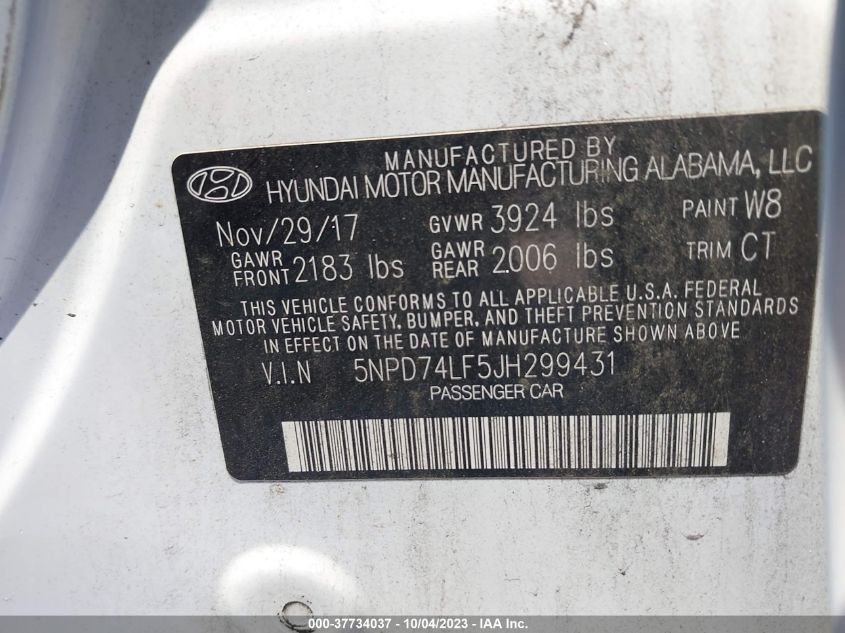 MANUFACTURED BY
HYUNDAI MOTOR MANUFACTURING ALABAMA, LLC
Nov/29/17 GVWR 3924 lbs PAINT W8
GAWR FRONT 2183 lbs GAWR REAR 2006 lbs TRIM CT
THIS VEHICLE CONFORMS TO ALL APPLICABLE U.S.A. FEDERAL
MOTOR VEHICLE SAFETY, BUMPER, AND THEFT PREVENTION STANDARDS
IN EFFECT ON THE DATE OF MANUFACTURE SHOWN ABOVE
V.I.N 5NPD74LF5JH299431
PASSENGER CAR
000-37734037 - 10/04/2023 - IAA Inc.